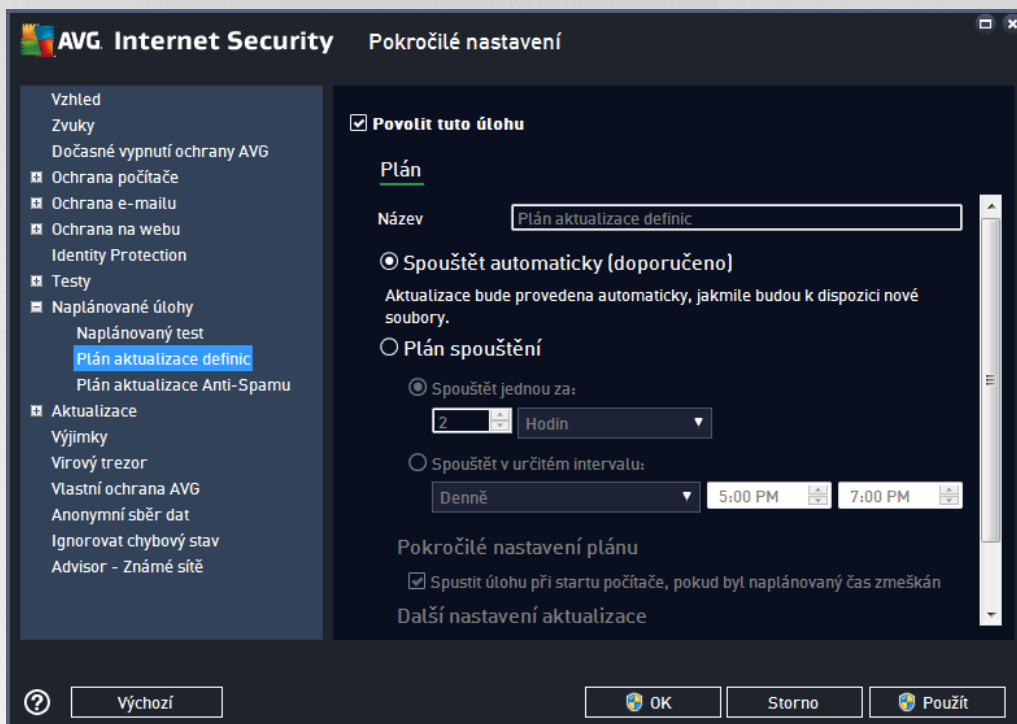 AVG. Internet Security Pokročilé nastavení
Vzhled
Zvuky
Dočasné vypnutí ochrany AVG
Ochrana počítače
Ochrana e-mailu
Ochrana na webu
Identity Protection
Testy
Naplánované úlohy
Naplánovaný test
Plán aktualizace definic
Plán aktualizace Anti-Spamu
Aktualizace
Výjimky
Virový trezor
Vlastní ochrana AVG
Anonymní sběr dat
Ignorovat chybový stav
Advisor - Známé sítě
Povolit tuto úlohu
Plán
Název Plán aktualizace definic
Spouštět automaticky (doporučeno)
Aktualizace bude provedena automaticky, jakmile budou k dispozici nové
soubory.
Plán spouštění
Spouštět jednou za:
2 Hodin
Spouštět v určitém intervalu:
Denně 5:00 PM 7:00 PM
Pokročilé nastavení plánu
Spustit úlohu při startu počítače, pokud byl naplánovaný čas zmeškán
Další nastavení aktualizace
? Výchozí OK Storno Použít